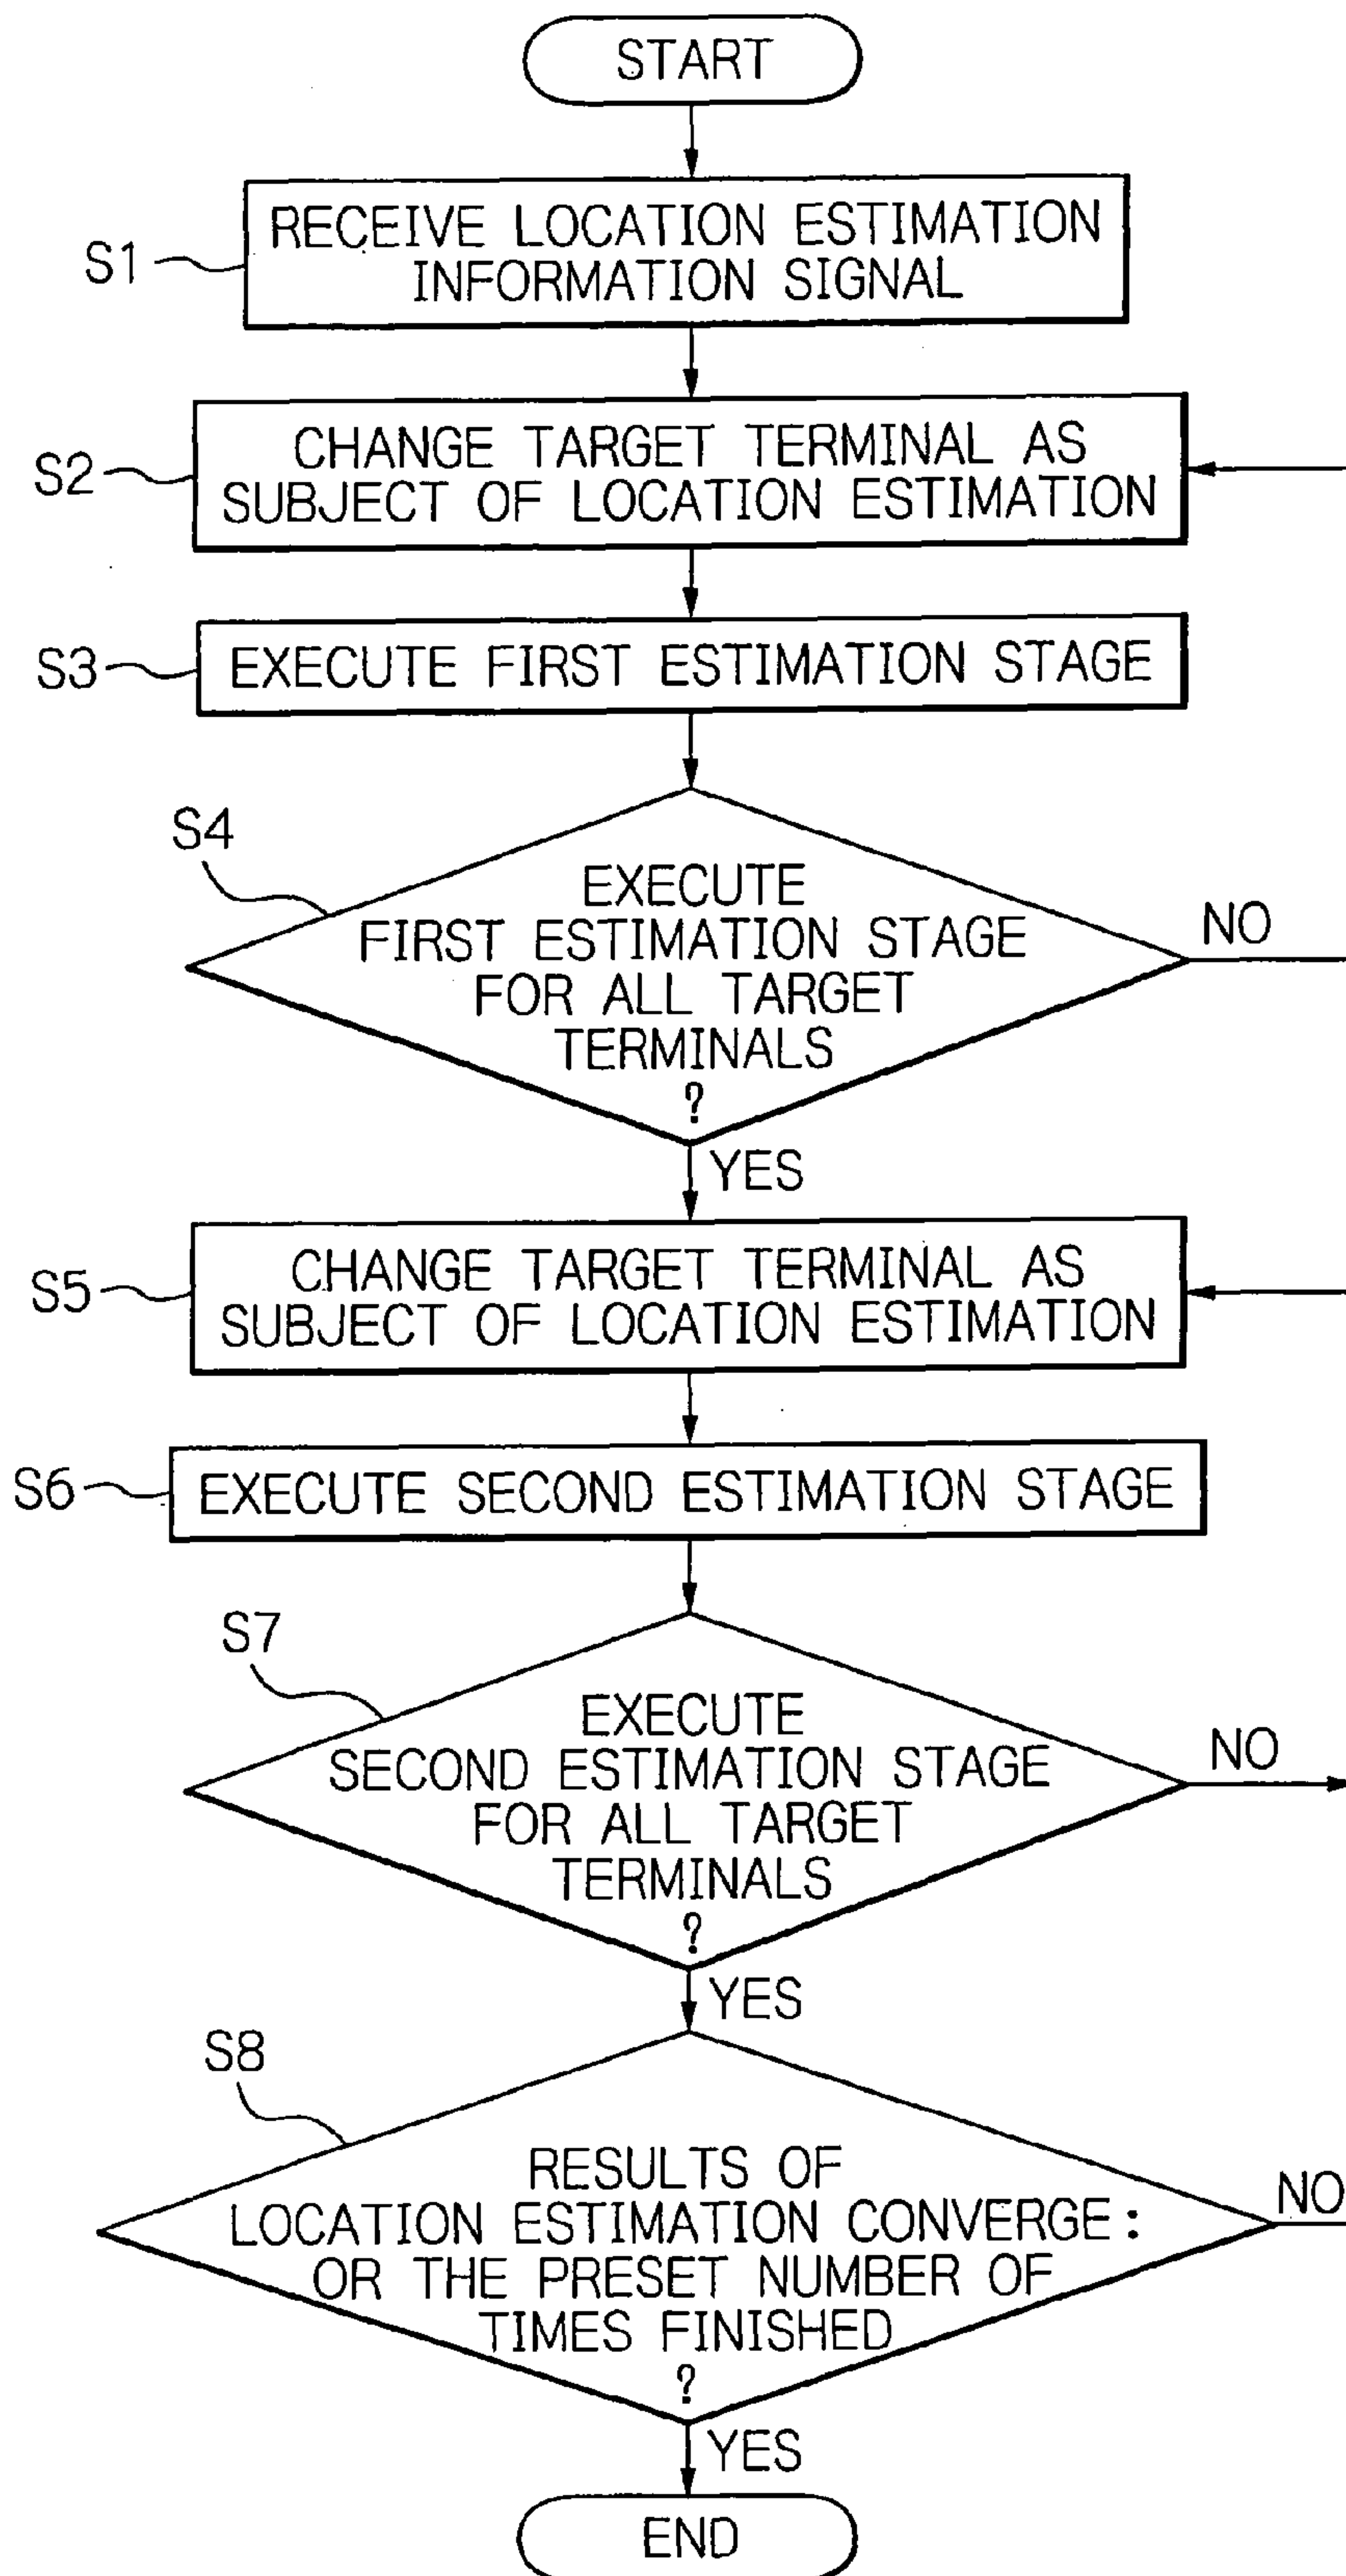 START
S1
RECEIVE LOCATION ESTIMATION
INFORMATION SIGNAL
S2
CHANGE TARGET TERMINAL AS
SUBJECT OF LOCATION ESTIMATION
S3
EXECUTE FIRST ESTIMATION STAGE
S4
EXECUTE
FIRST ESTIMATION STAGE
FOR ALL TARGET
TERMINALS
?
NO
YES
S5
CHANGE TARGET TERMINAL AS
SUBJECT OF LOCATION ESTIMATION
S6
EXECUTE SECOND ESTIMATION STAGE
S7
EXECUTE
SECOND ESTIMATION STAGE
FOR ALL TARGET
TERMINALS
?
NO
YES
S8
RESULTS OF
LOCATION ESTIMATION CONVERGE:
OR THE PRESET NUMBER OF
TIMES FINISHED
?
NO
YES
END